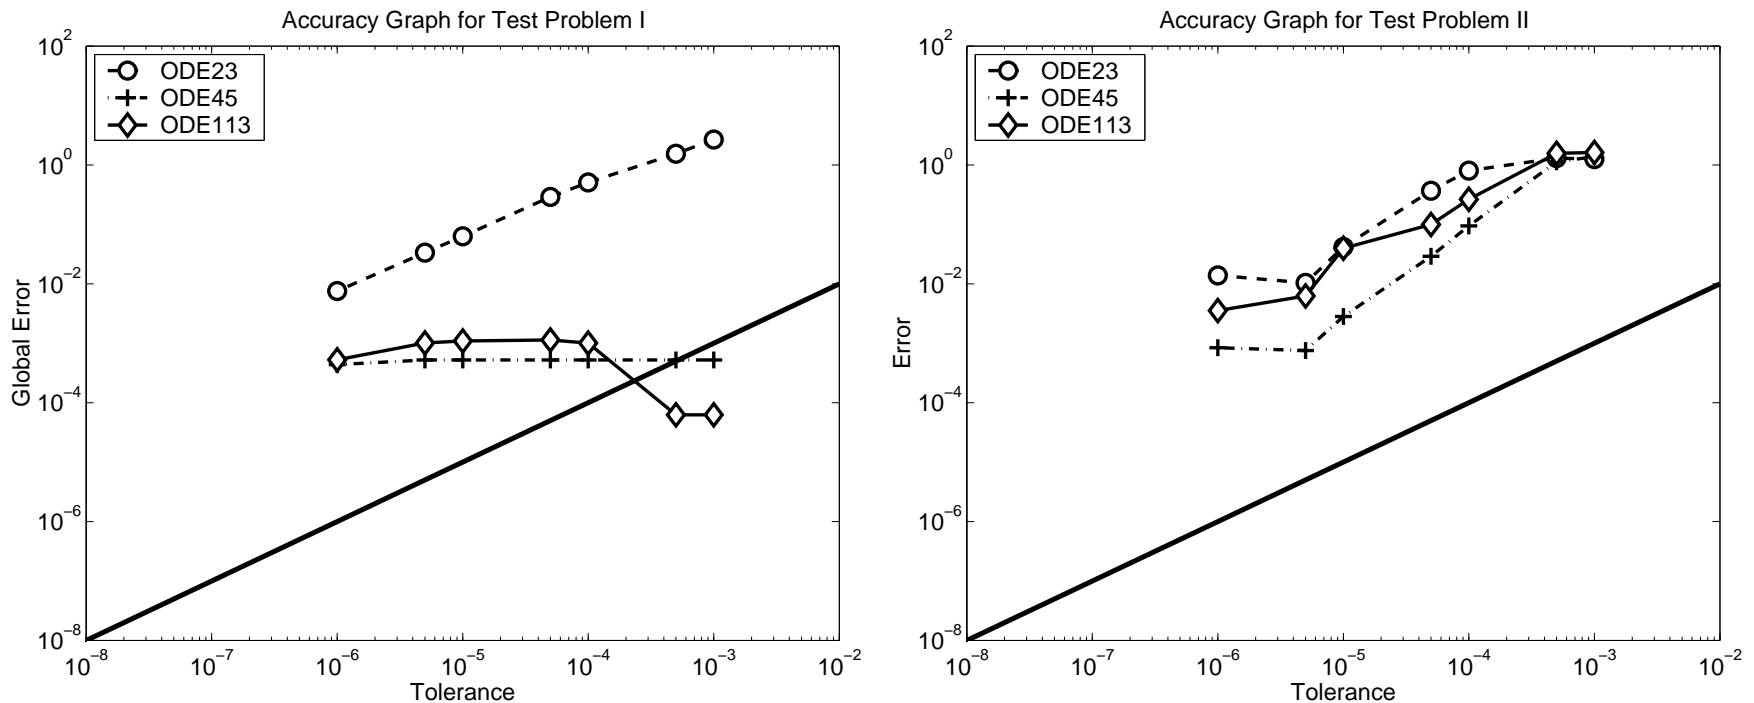 Accuracy Graph for Test Problem I
10^2
10^0
10^−2
10^−4
10^−6
10^−8
Global Error
ODE23
ODE45
ODE113
10^−8
10^−7
10^−6
10^−5
10^−4
10^−3
10^−2
Tolerance
Accuracy Graph for Test Problem II
10^2
10^0
10^−2
10^−4
10^−6
10^−8
Error
ODE23
ODE45
ODE113
10^−8
10^−7
10^−6
10^−5
10^−4
10^−3
10^−2
Tolerance